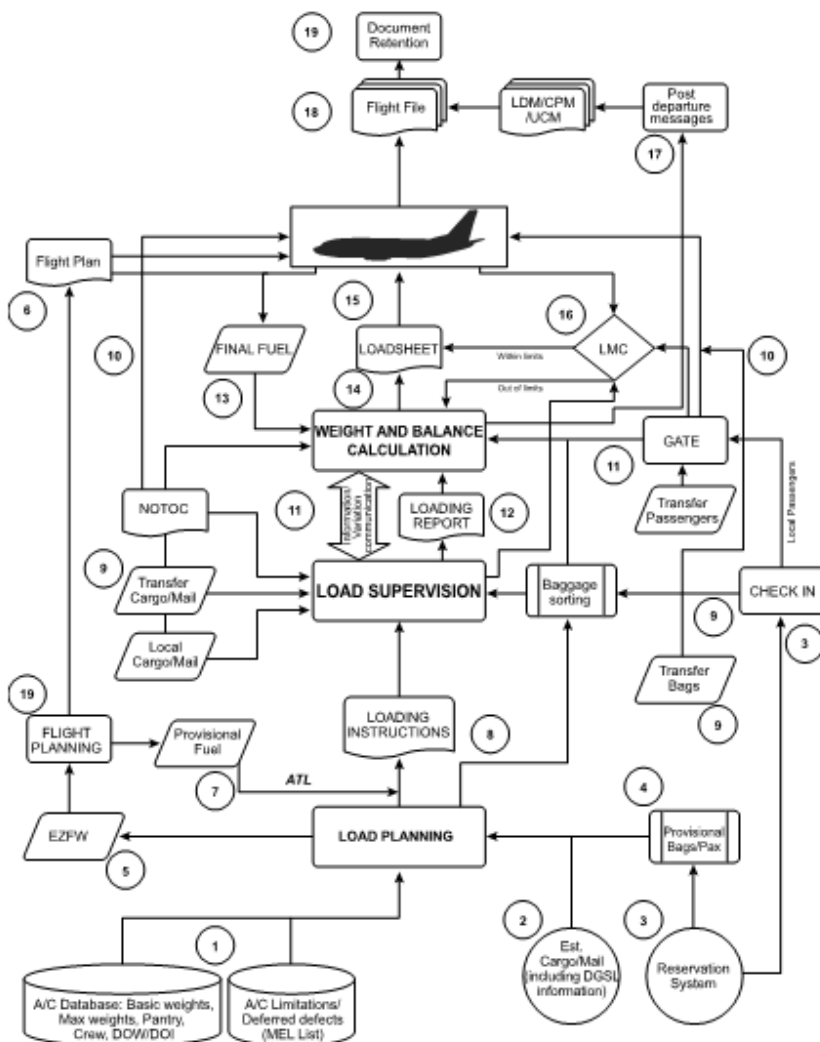 19
Document
Retention
18
Flight File
LDM/CPM
/UCM
Post
departure
messages
17
Flight Plan
6
10
FINAL FUEL
13
15
LOADSHEET
14
16
LMC
Within limits
Out of limits
10
WEIGHT AND BALANCE
CALCULATION
GATE
11
Transfer
Passengers
Local Passengers
NOTOC
11
Information/
Variation
communication
LOADING
REPORT
12
9
Transfer
Cargo/Mail
LOAD SUPERVISION
Baggage
sorting
CHECK IN
9
3
Local
Cargo/Mail
Transfer
Bags
9
19
FLIGHT
PLANNING
Provisional
Fuel
7
LOADING
INSTRUCTIONS
8
ATL
4
EZFW
5
LOAD PLANNING
Provisional
Bags/Pax
1
2
3
A/C Database: Basic weights,
Max weights, Pantry,
Crew, DOW/DOI
A/C Limitations/
Deferred defects
(MEL List)
Est.
Cargo/Mail
(including DGSL
information)
Reservation
System